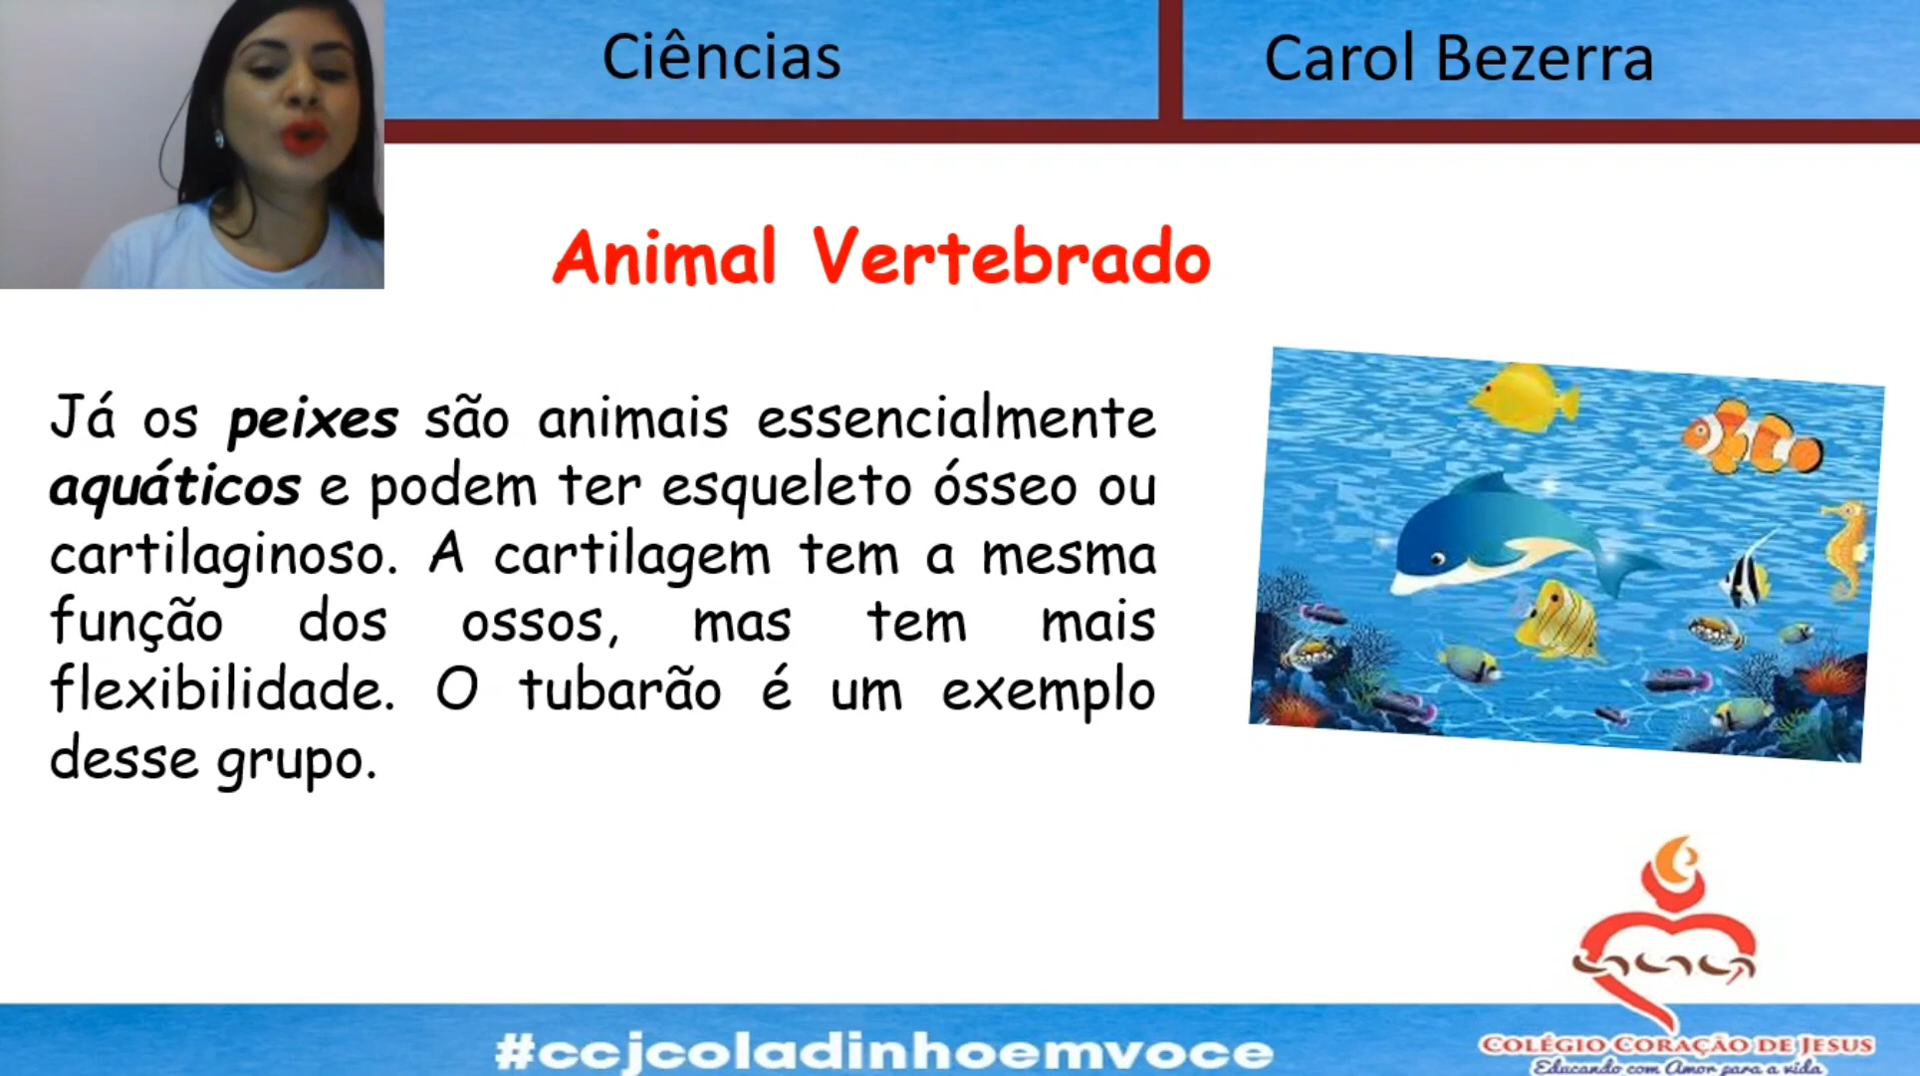 Ciências
Carol Bezerra
Animal Vertebrado
Já os peixes são animais essencialmente
aquáticos e podem ter esqueleto ósseo ou
cartilaginoso. A cartilagem tem a mesma
função dos ossos, mas tem mais
flexibilidade. O tubarão é um exemplo
desse grupo.
#ccjcoladinhoemvoce
COLÉGIO CORAÇÃO DE JESUS
Educando com Amor para a vida